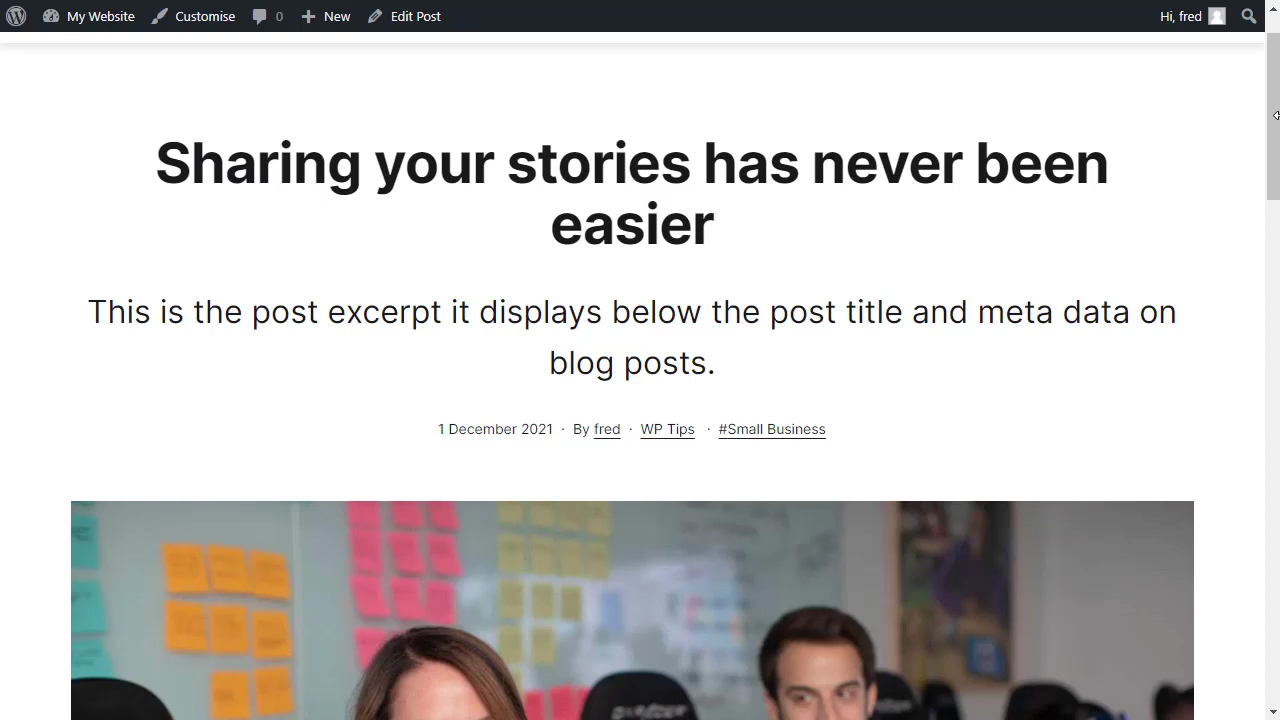 My Website Customise 0 New Edit Post Hi, fred
Sharing your stories has never been
easier
This is the post excerpt it displays below the post title and meta data on
blog posts.
1 December 2021 · By fred · WP Tips · #Small Business